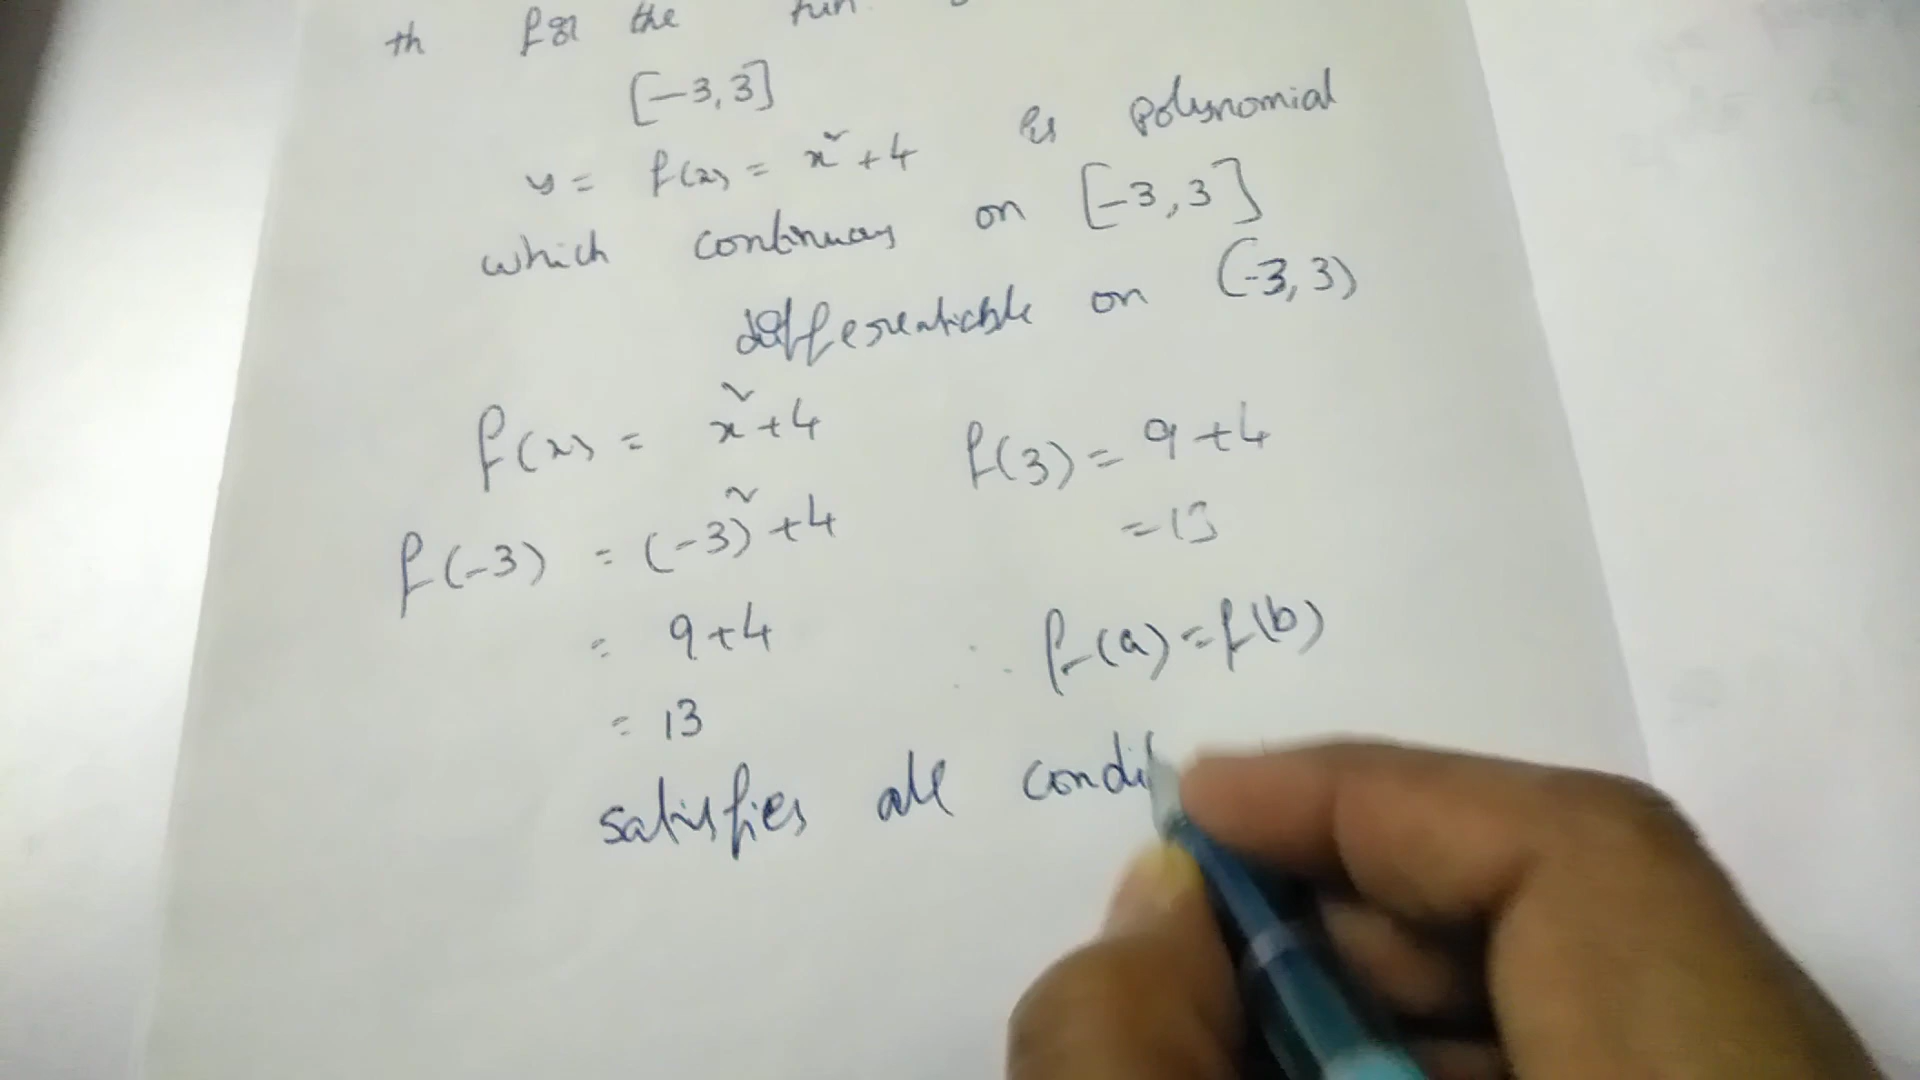 th for the fun
[-3,3]
y = f(x) = x² + 4 is polynomial
which continuous on [-3,3]
differentiable on (-3,3)
f(x) = x² + 4 f(3) = 9 + 4
= 13
f(-3) = (-3)² + 4
= 9 + 4 ∴ f(a) = f(b)
= 13
satisfies all condi